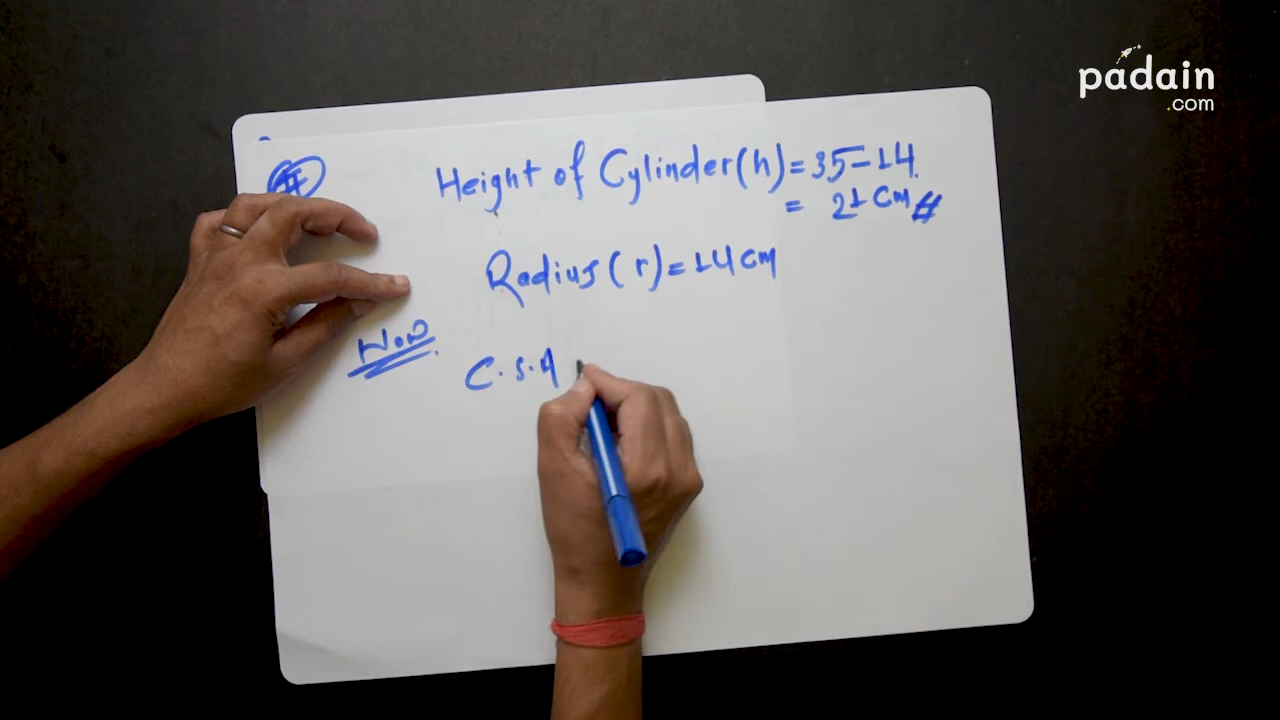 padain
.com
#
Height of Cylinder(h) = 35-14
= 21 cm #
Radius (r) = 14 cm
Now
C.S.A